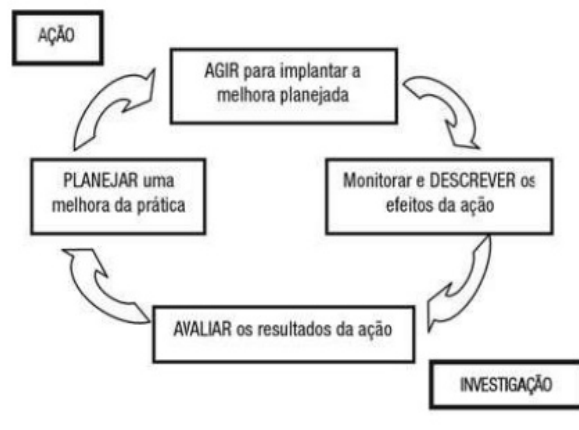 AÇÃO
AGIR para implantar a
melhora planejada
PLANEJAR uma
melhora da prática
Monitorar e DESCREVER os
efeitos da ação
AVALIAR os resultados da ação
INVESTIGAÇÃO